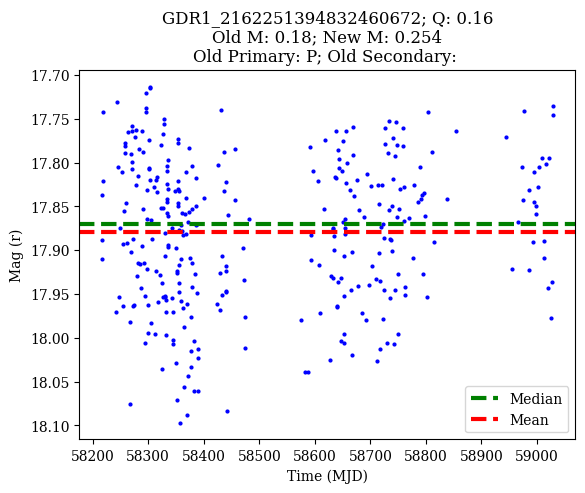 GDR1_2162251394832460672; Q: 0.16
Old M: 0.18; New M: 0.254
Old Primary: P; Old Secondary:
17.70
17.75
17.80
17.85
17.90
17.95
18.00
18.05
18.10
Mag (r)
Median
Mean
58200 58300 58400 58500 58600 58700 58800 58900 59000
Time (MJD)